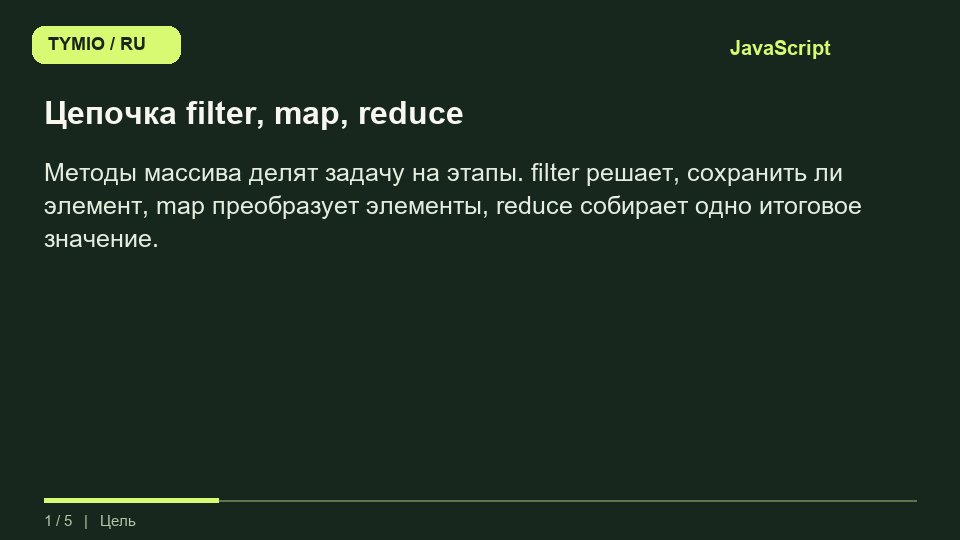 TYMIO / RU
JavaScript
Цепочка filter, map, reduce
Методы массива делят задачу на этапы. filter решает, сохранить ли
элемент, map преобразует элементы, reduce собирает одно итоговое
значение.
1 / 5 | Цель